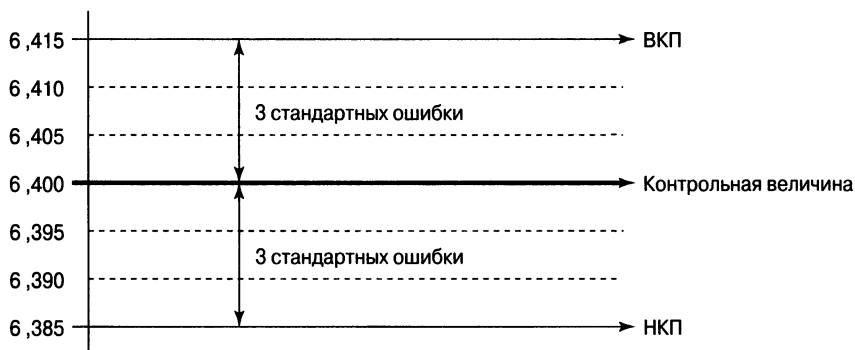 6,415 ВКП
6,410
3 стандартных ошибки
6,405
6,400 Контрольная величина
6,395
3 стандартных ошибки
6,390
6,385 НКП